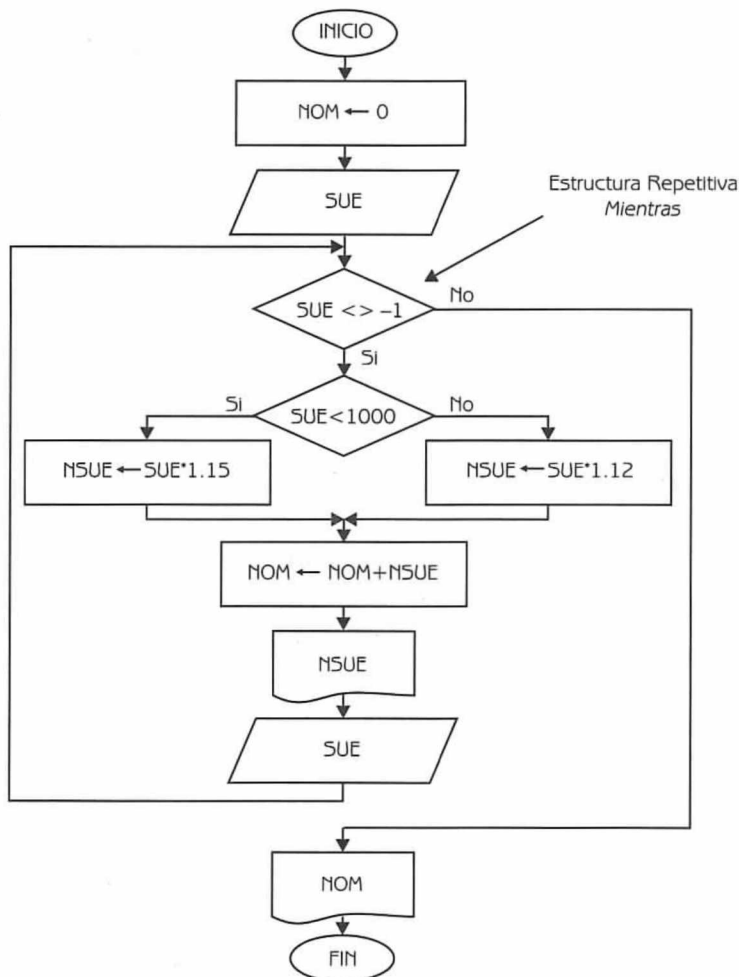 INICIO
NOM ← 0
SUE
Estructura Repetitiva
Mientras
SUE <> –1
No
Si
Si
SUE<1000
No
NSUE ← SUE*1.15
NSUE ← SUE*1.12
NOM ← NOM+NSUE
NSUE
SUE
NOM
FIN